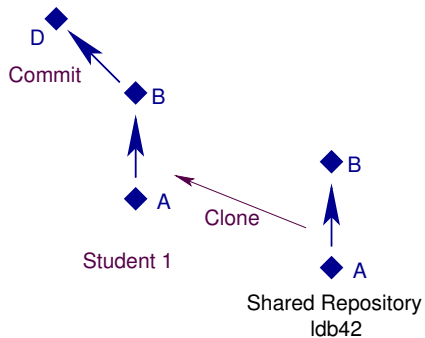 D
Commit
B
B
A
Clone
Student 1
A
Shared Repository
ldb42